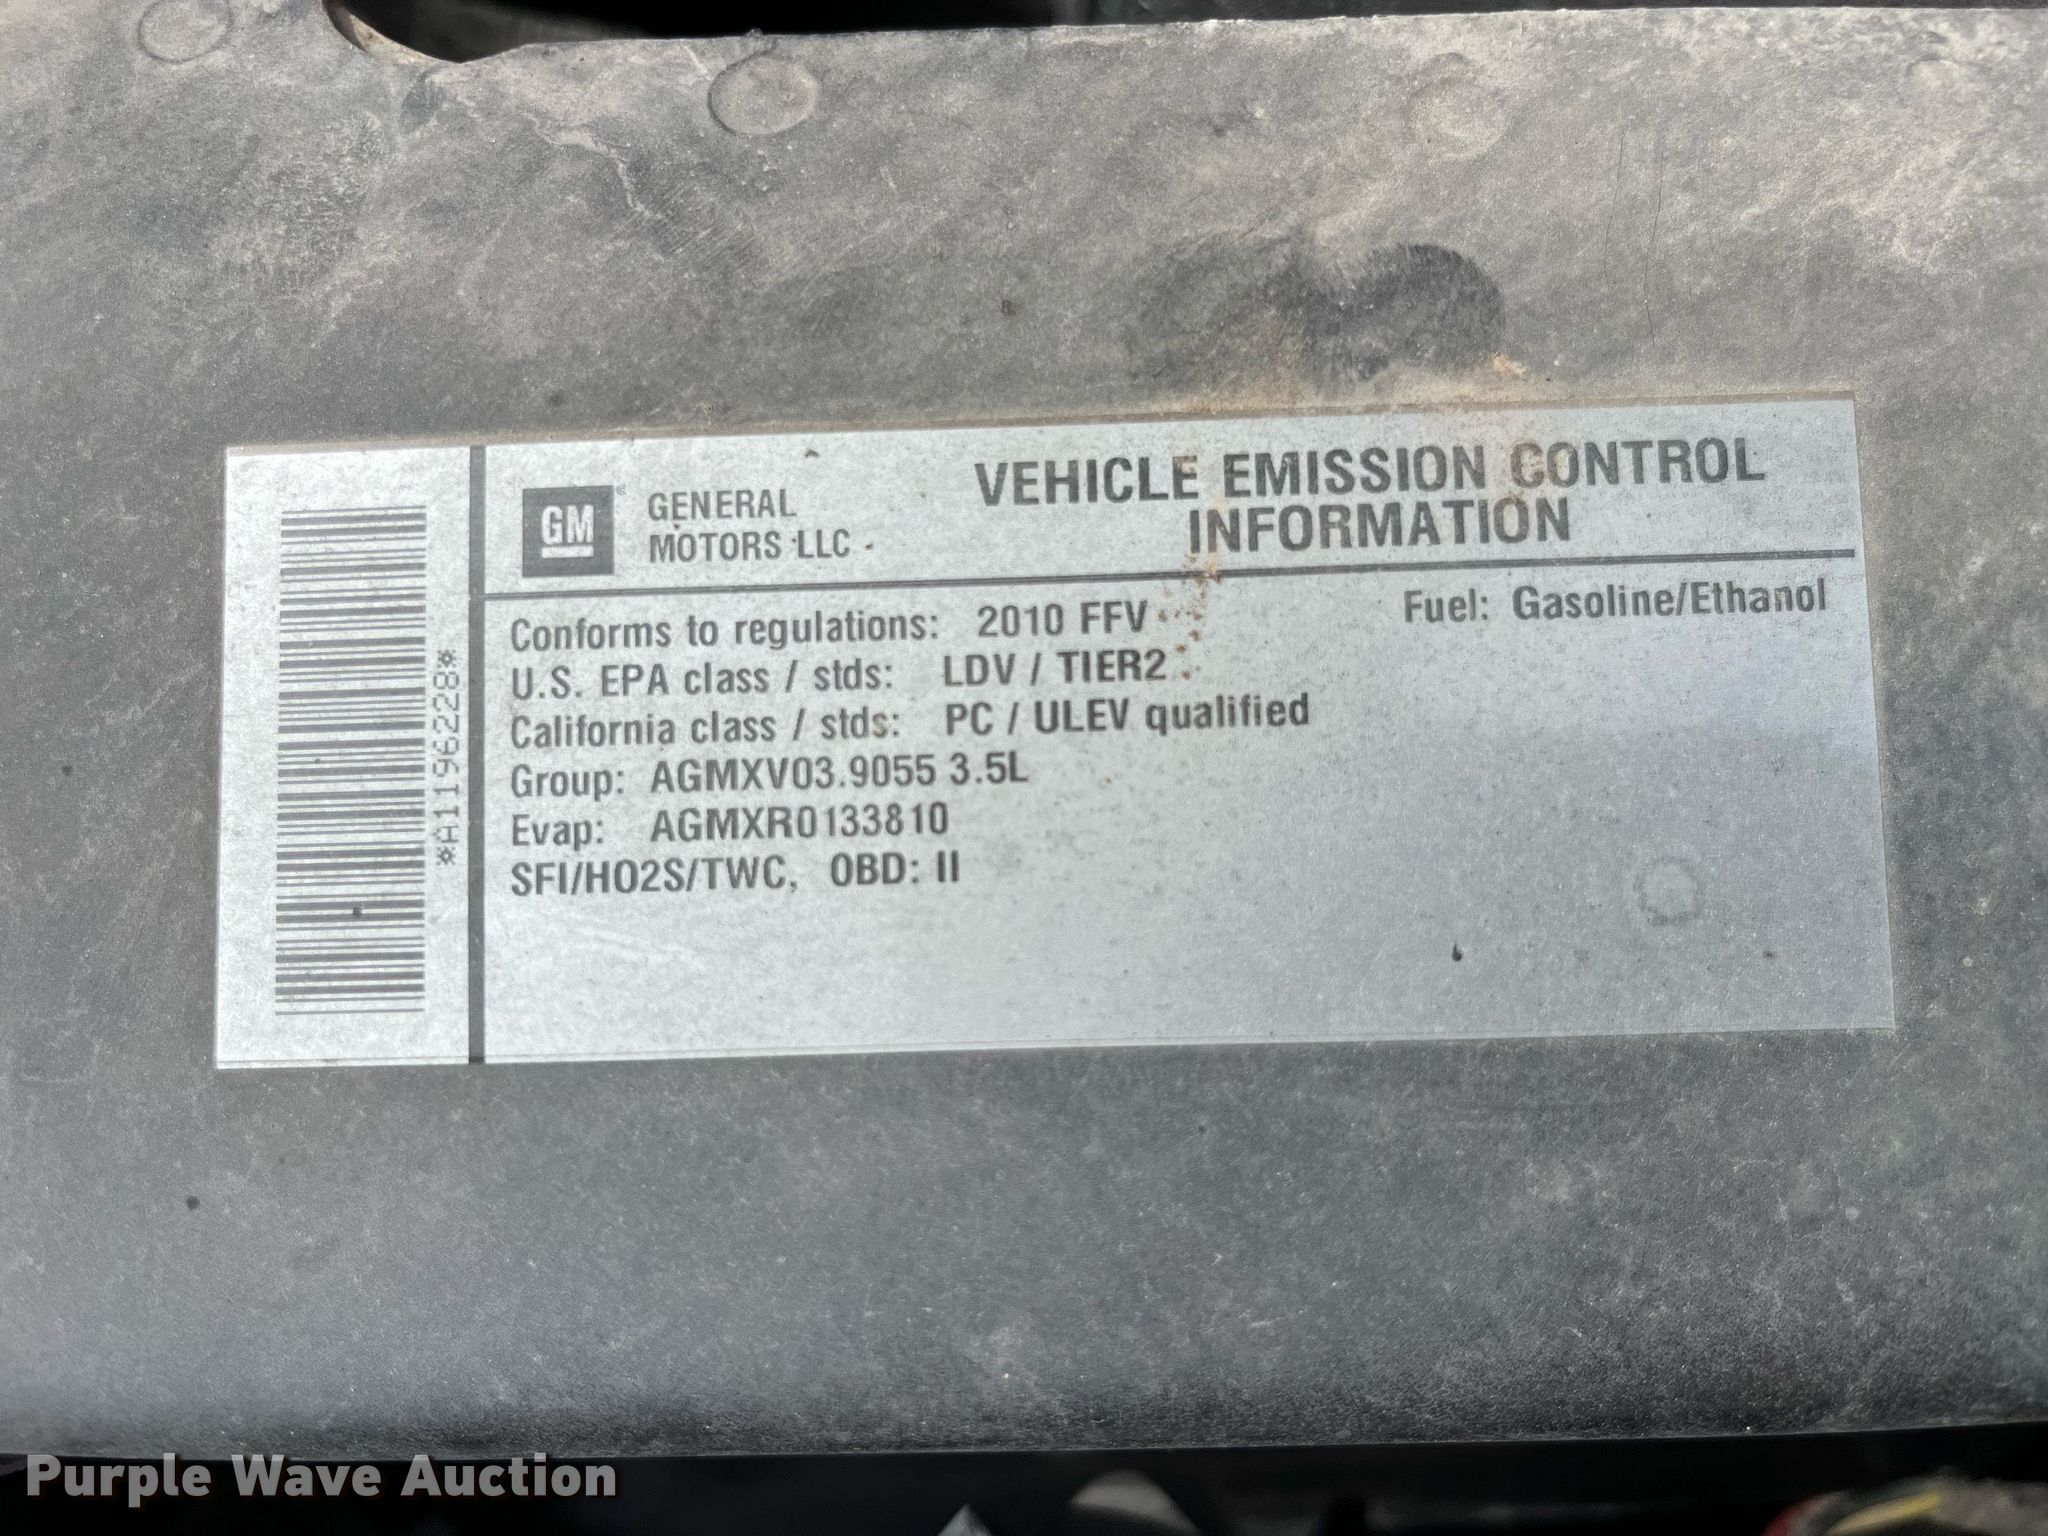 *A1196228*
GM
GENERAL
MOTORS LLC
VEHICLE EMISSION CONTROL
INFORMATION
Conforms to regulations: 2010 FFV
Fuel: Gasoline/Ethanol
U.S. EPA class / stds: LDV / TIER2
California class / stds: PC / ULEV qualified
Group: AGMXV03.9055 3.5L
Evap: AGMXR0133810
SFI/HO2S/TWC, OBD: II
Purple Wave Auction